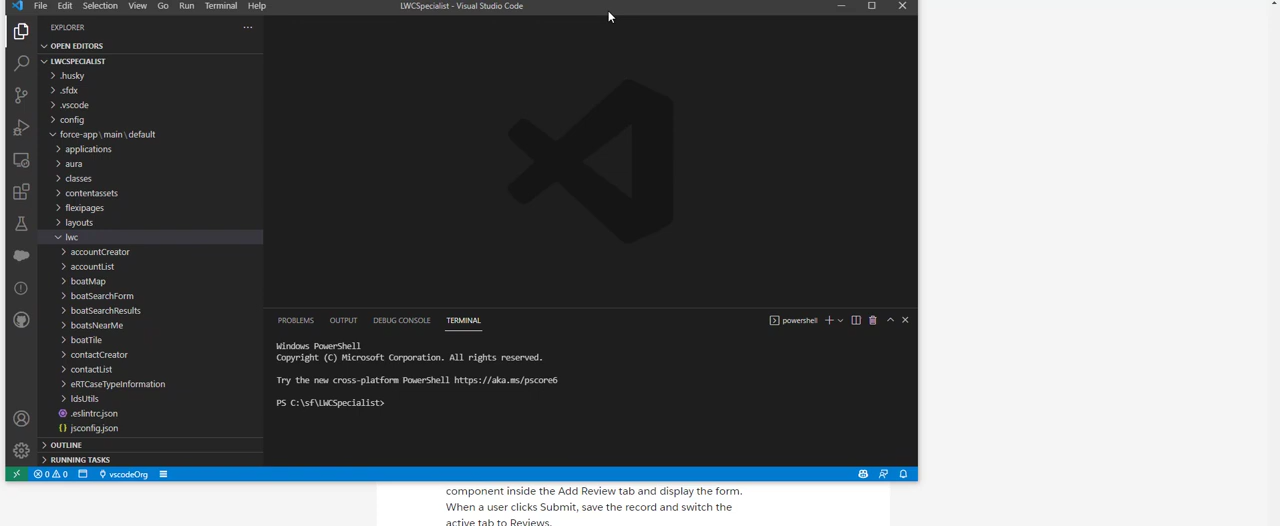 File Edit Selection View Go Run Terminal Help LWCSpecialist - Visual Studio Code
EXPLORER
OPEN EDITORS
LWCSPECIALIST
.husky
.sfdx
.vscode
config
force-app\main\default
applications
aura
classes
contentassets
flexipages
layouts
lwc
accountCreator
accountList
boatMap
boatSearchForm
boatSearchResults
boatsNearMe
boatTile
contactCreator
contactList
eRTCaseTypeInformation
ldsUtils
.eslintrc.json
{} jsconfig.json
OUTLINE
RUNNING TASKS
PROBLEMS OUTPUT DEBUG CONSOLE TERMINAL powershell
Windows PowerShell
Copyright (C) Microsoft Corporation. All rights reserved.
Try the new cross-platform PowerShell https://aka.ms/pscore6
PS C:\sf\LWCSpecialist>
0 0 vscodeOrg
component inside the Add Review tab and display the form.
When a user clicks Submit, save the record and switch the
active tab to Reviews.